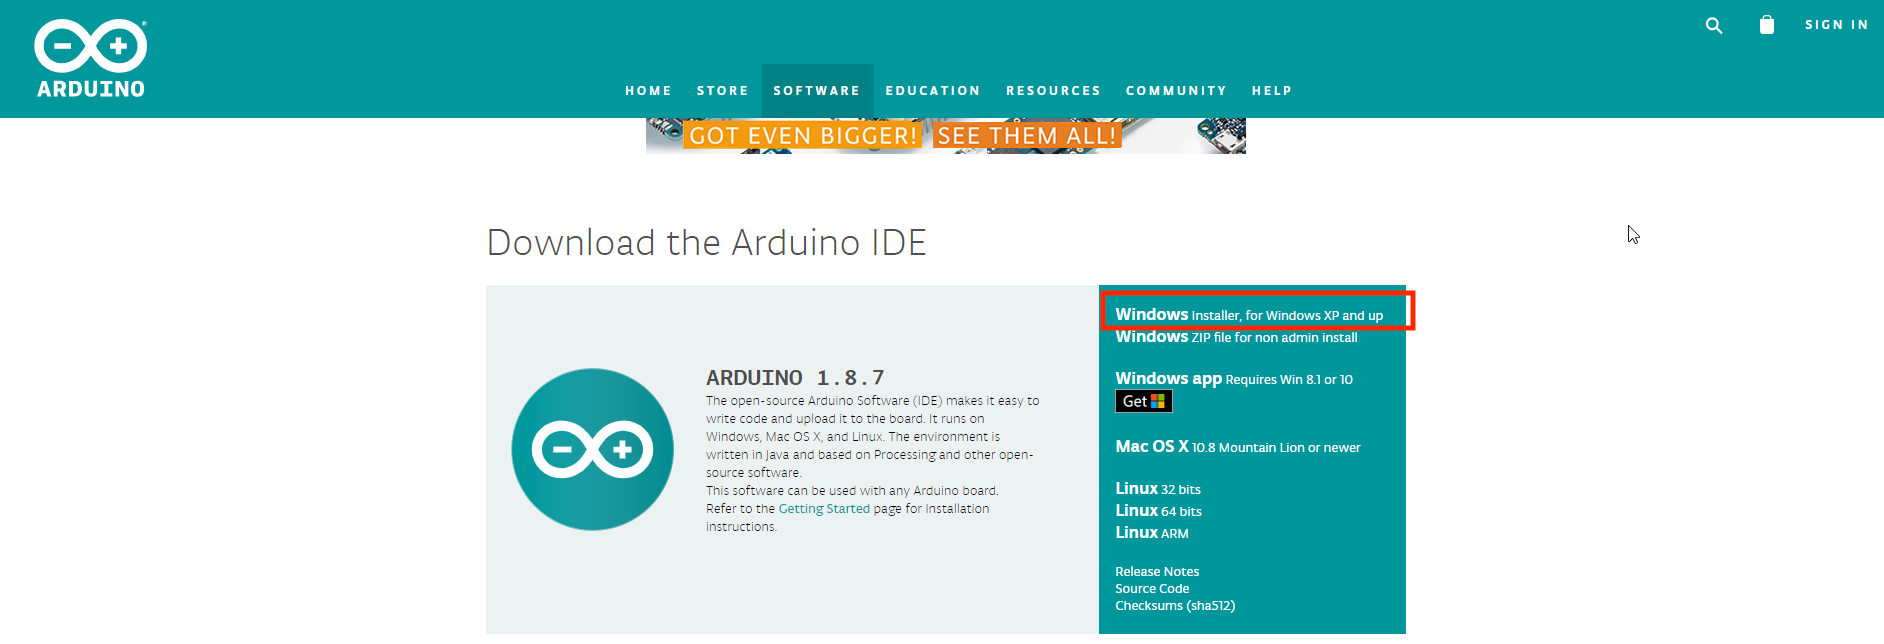 SIGN IN
ARDUINO
HOME STORE SOFTWARE EDUCATION RESOURCES COMMUNITY HELP
GOT EVEN BIGGER! SEE THEM ALL!
Download the Arduino IDE
ARDUINO 1.8.7
The open-source Arduino Software (IDE) makes it easy to
write code and upload it to the board. It runs on
Windows, Mac OS X, and Linux. The environment is
written in Java and based on Processing and other open-
source software.
This software can be used with any Arduino board.
Refer to the Getting Started page for Installation
instructions.
Windows Installer, for Windows XP and up
Windows ZIP file for non admin install
Windows app Requires Win 8.1 or 10
Get
Mac OS X 10.8 Mountain Lion or newer
Linux 32 bits
Linux 64 bits
Linux ARM
Release Notes
Source Code
Checksums (sha512)